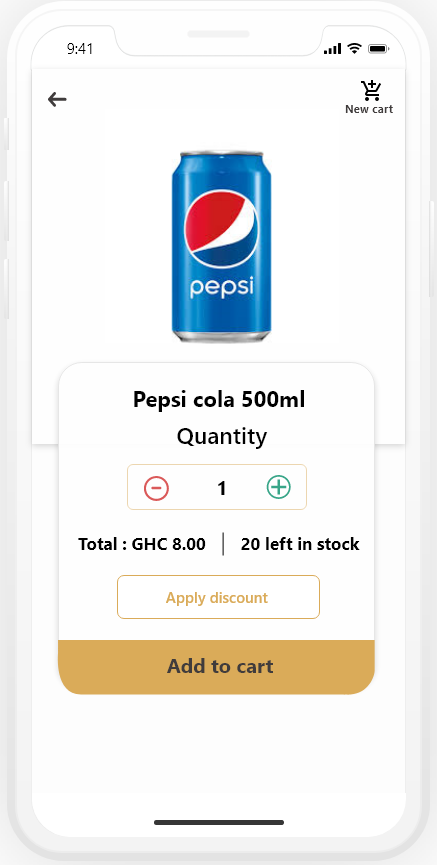 9:41
New cart
pepsi
Pepsi cola 500ml
Quantity
1
Total : GHC 8.00 | 20 left in stock
Apply discount
Add to cart